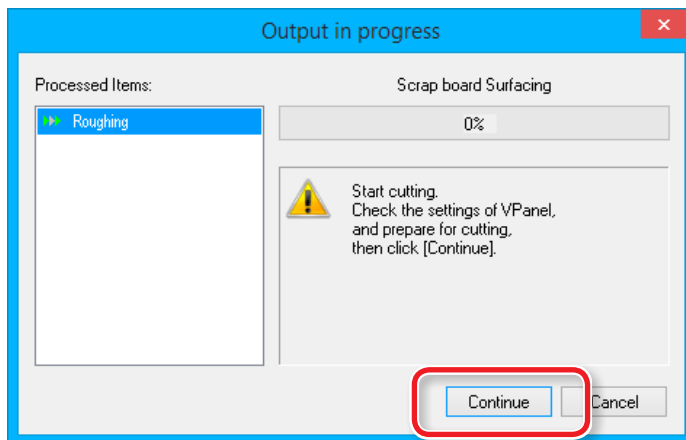 Output in progress
Processed Items:
Scrap board Surfacing
Roughing
0%
Start cutting.
Check the settings of VPanel,
and prepare for cutting,
then click [Continue].
Continue
Cancel